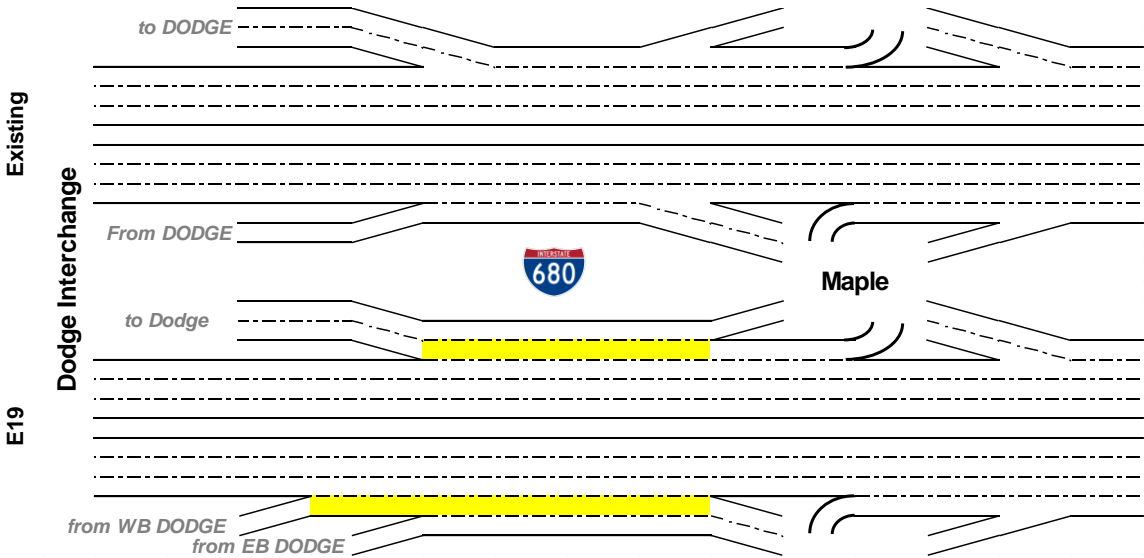 to DODGE
Existing
From DODGE
Dodge Interchange
INTERSTATE
680
Maple
to Dodge
E19
from WB DODGE
from EB DODGE